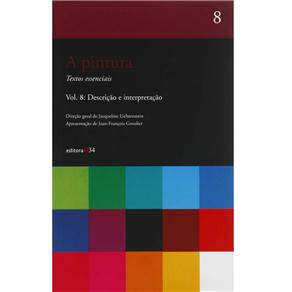 8
A pintura
Textos essenciais
Vol. 8: Descrição e interpretação
Direção geral de Jacqueline Lichtenstein
Apresentação de Jean-François Groulier
editora 34